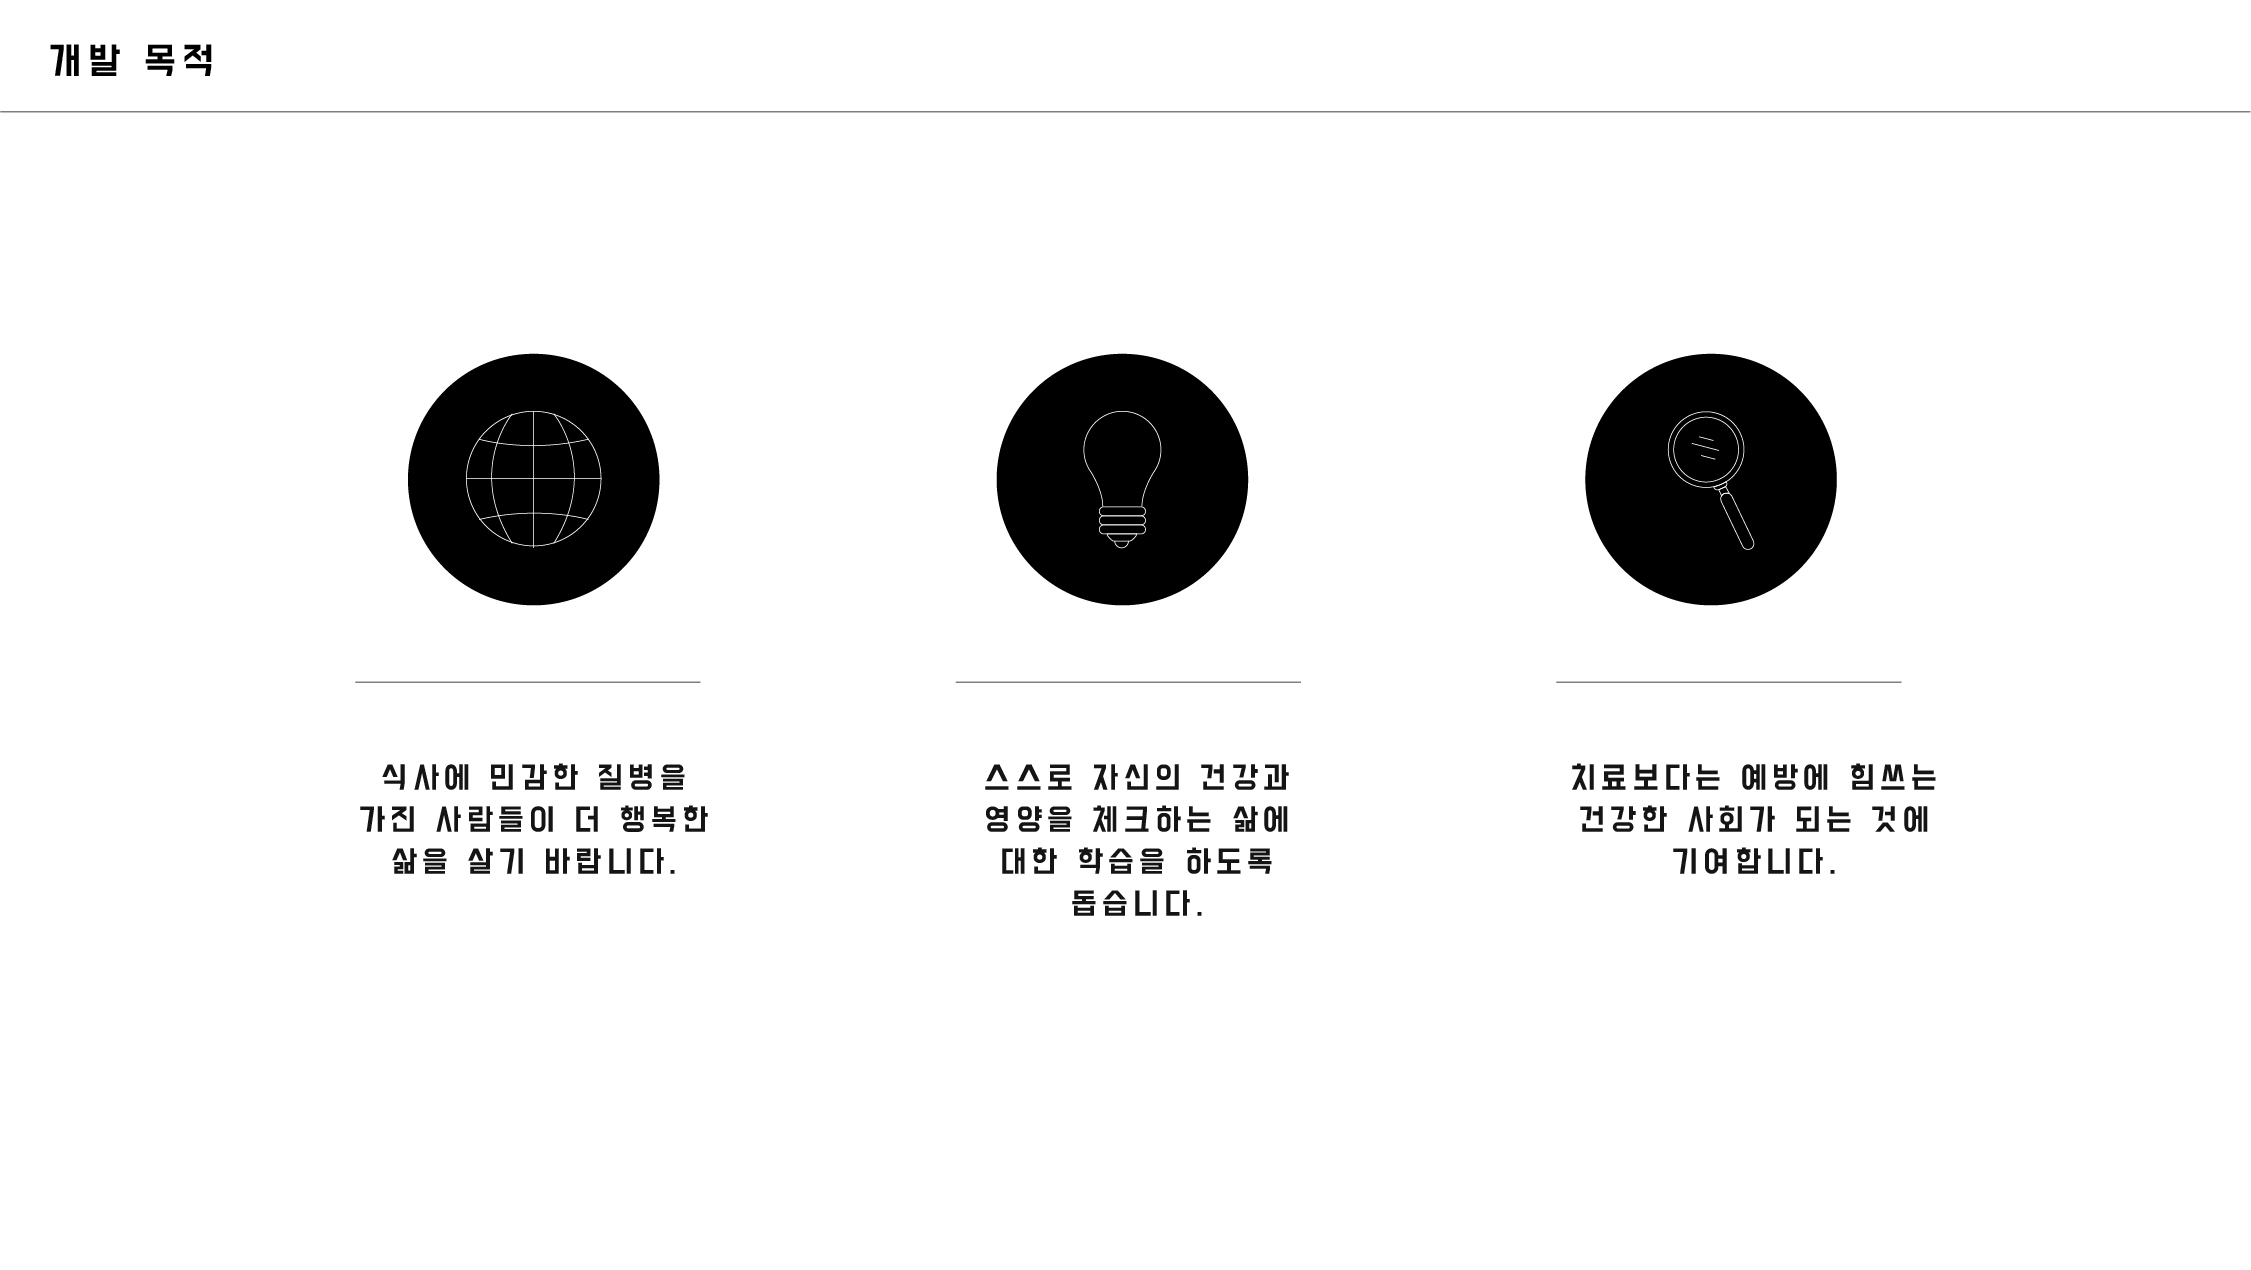 개발 목적
식사에 민감한 질병을
가진 사람들이 더 행복한
삶을 살기 바랍니다.
스스로 자신의 건강과
영양을 체크하는 삶에
대한 학습을 하도록
돕습니다.
치료보다는 예방에 힘쓰는
건강한 사회가 되는 것에
기여합니다.